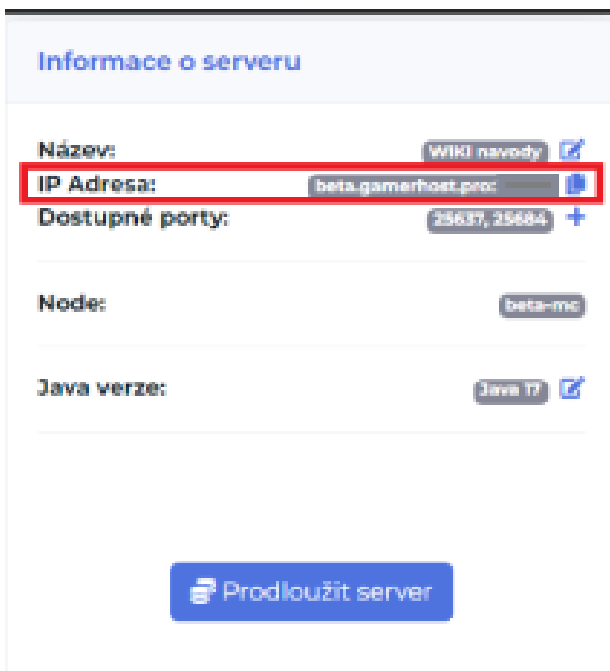 Informace o serveru
Název: WIKI navody
IP Adresa: beta.gamerhost.pro:
Dostupné porty: 25637, 25684
Node: beta-mc
Java verze: Java 17
Prodloužit server